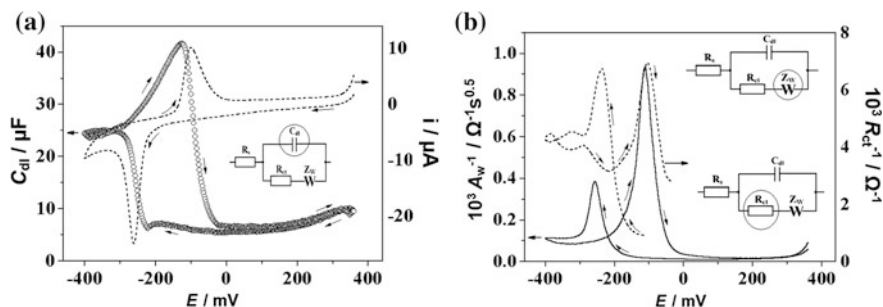 (a)
C_dl / μF
50
40
30
20
10
0
-400 -200 0 200 400
E / mV
10
0
-10
-20
i / μA
R_s
C_dl
R_ct
Z_W
W
(b)
10³ A_w⁻¹ / Ω⁻¹s⁰·⁵
1.0
0.8
0.6
0.4
0.2
0.0
-400 -200 0 200 400
E / mV
8
6
4
2
0
10³ R_ct⁻¹ / Ω⁻¹
R_s
C_dl
R_ct
Z_W
W
R_s
C_dl
R_ct
Z_W
W